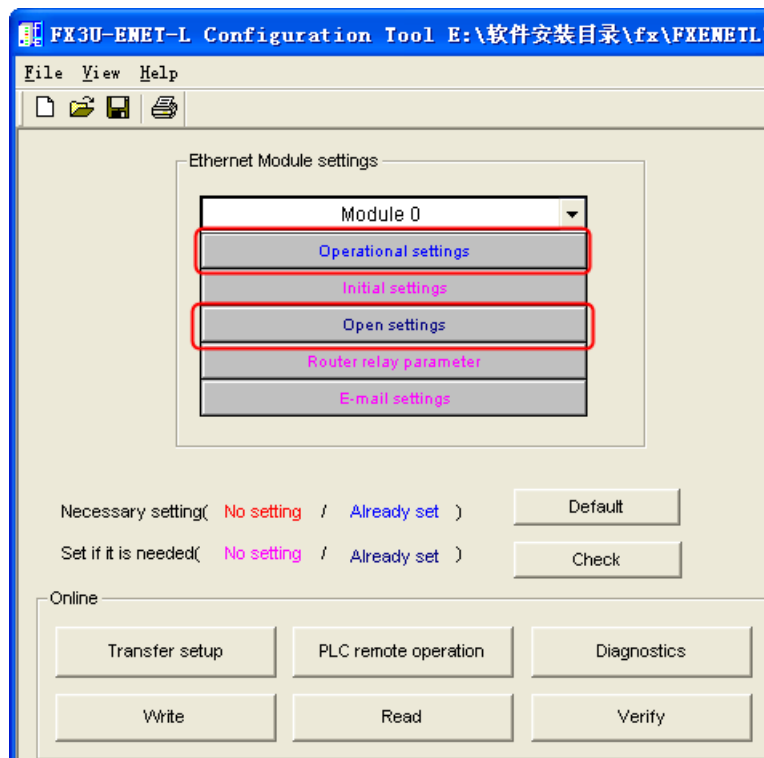 FX3U-ENET-L Configuration Tool E:\软件安装目录\fx\FXENETL
File View Help
Ethernet Module settings
Module 0
Operational settings
Initial settings
Open settings
Router relay parameter
E-mail settings
Necessary setting( No setting / Already set ) Default
Set if it is needed( No setting / Already set ) Check
Online
Transfer setup PLC remote operation Diagnostics
Write Read Verify